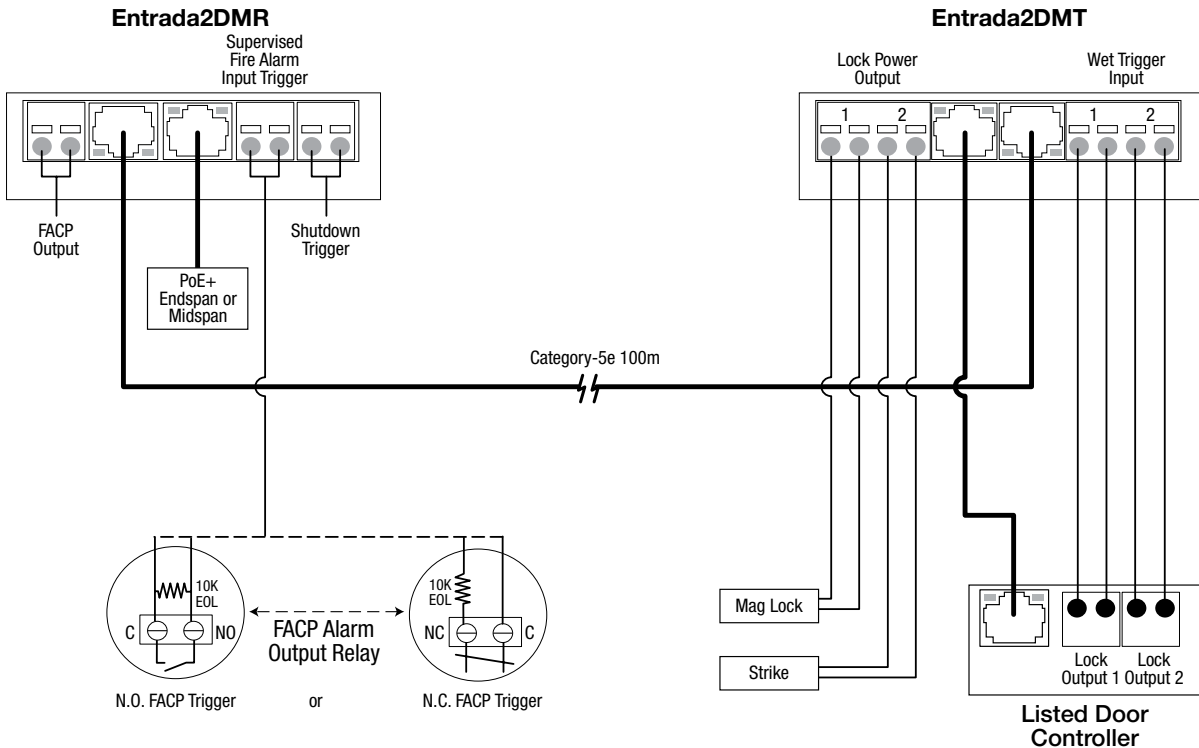 Entrada2DMR
Supervised
Fire Alarm
Input Trigger
FACP
Output
Shutdown
Trigger
PoE+
Endspan or
Midspan
Entrada2DMT
Lock Power
Output
Wet Trigger
Input
1
2
1
2
Category-5e 100m
10K
EOL
C
NO
N.O. FACP Trigger
FACP Alarm
Output Relay
or
10K
EOL
NC
C
N.C. FACP Trigger
Mag Lock
Strike
Lock
Output 1
Lock
Output 2
Listed Door
Controller